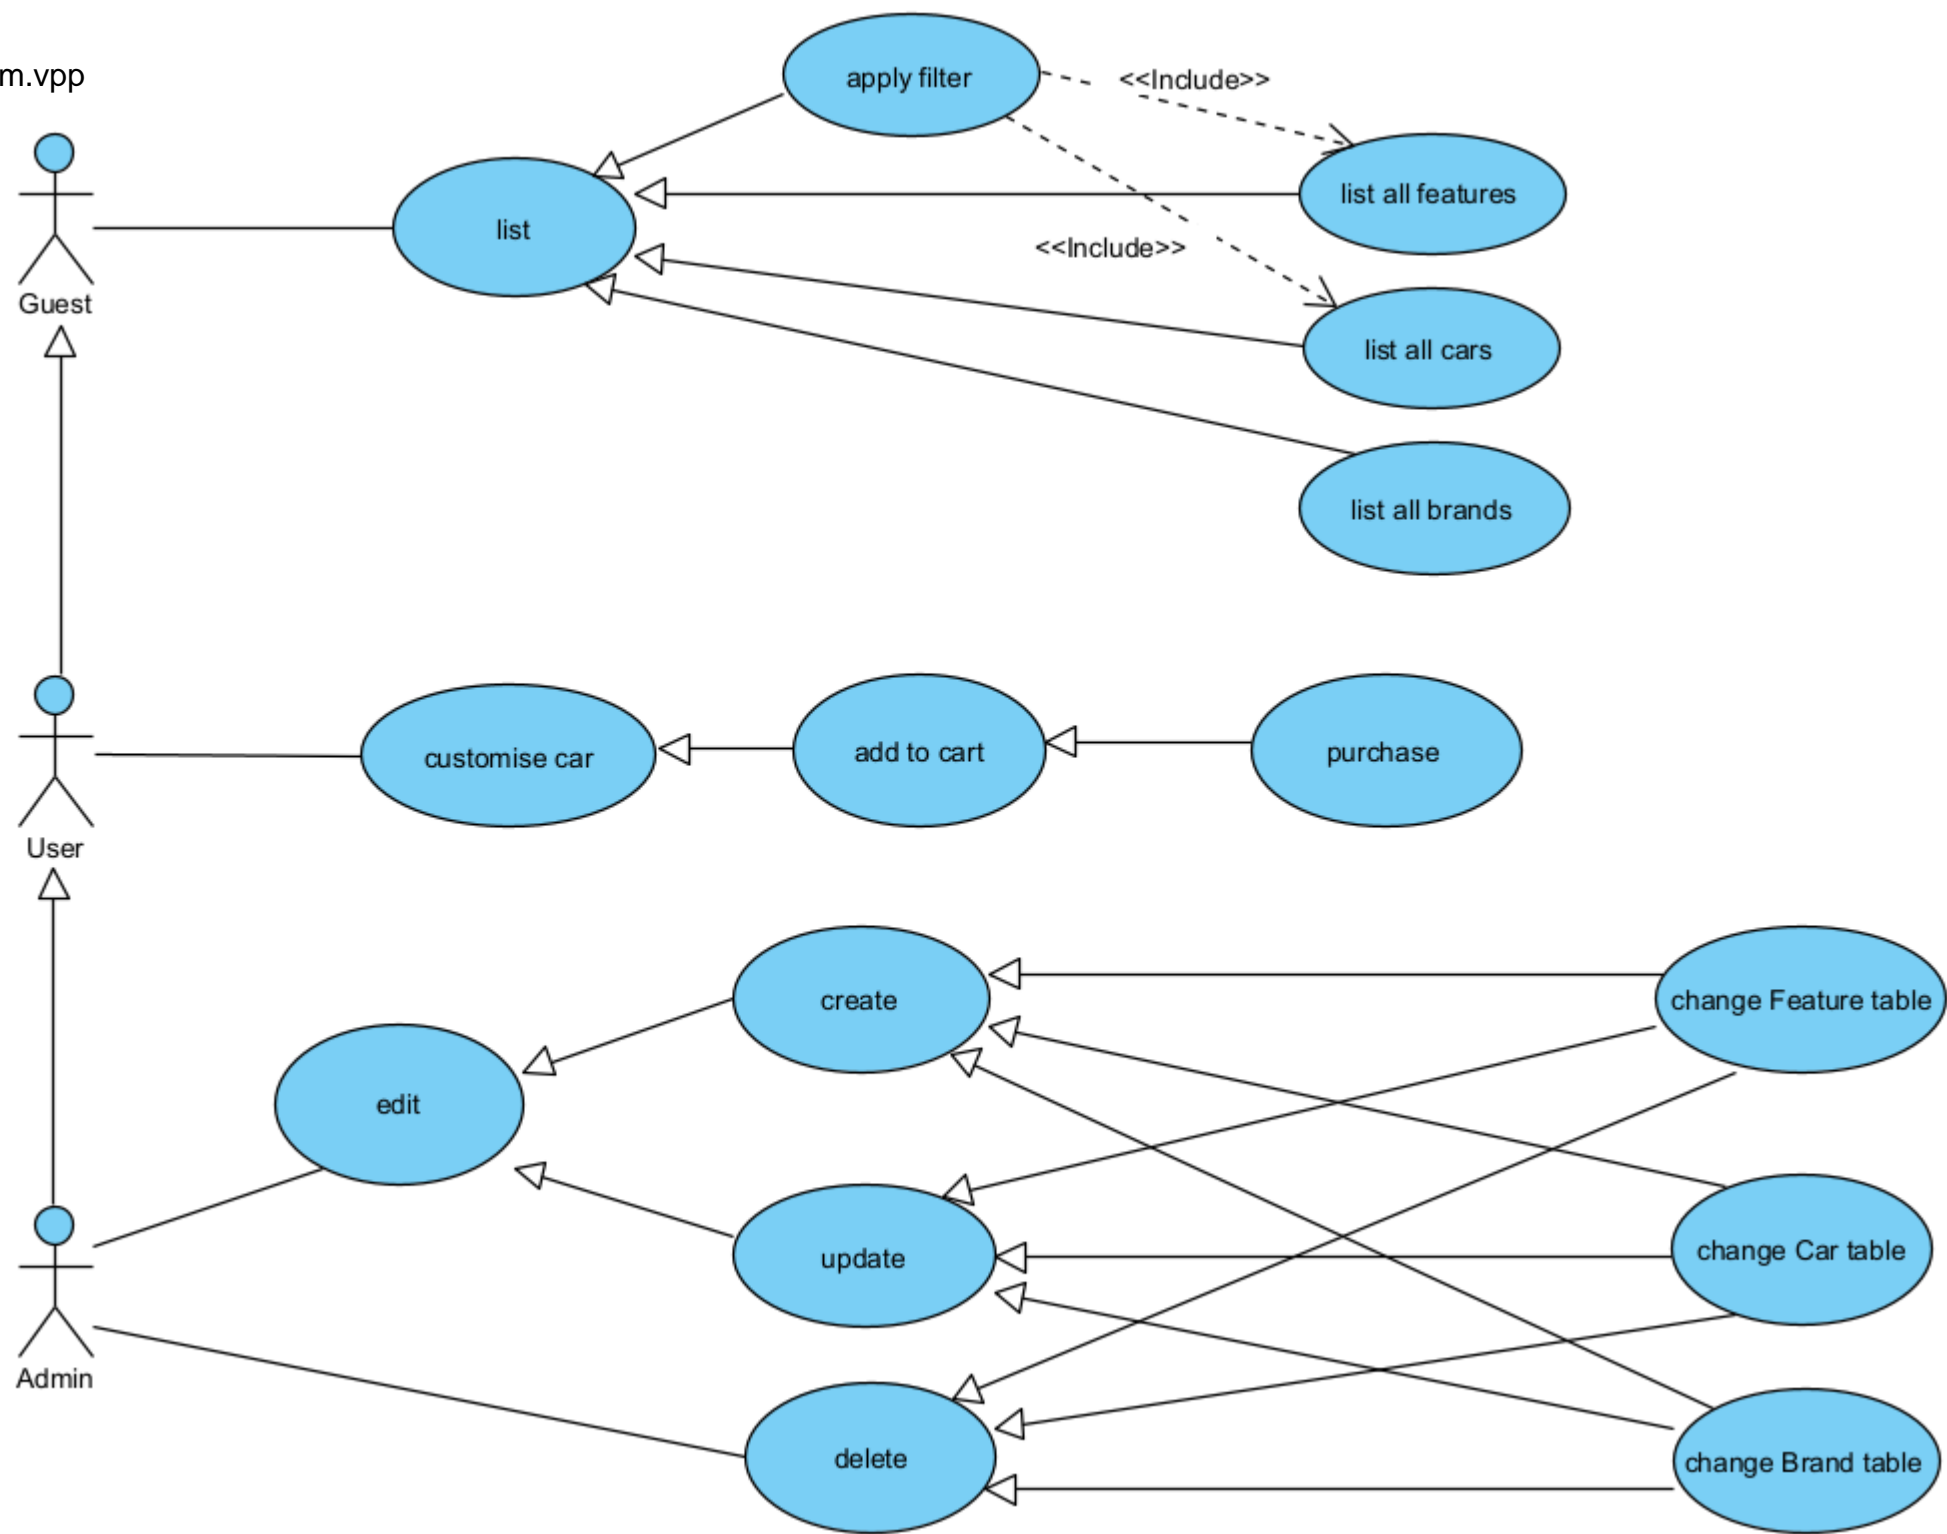 m.vpp
apply filter
<<Include>>
list all features
list
<<Include>>
Guest
list all cars
list all brands
customise car
add to cart
purchase
User
create
change Feature table
edit
update
change Car table
Admin
delete
change Brand table